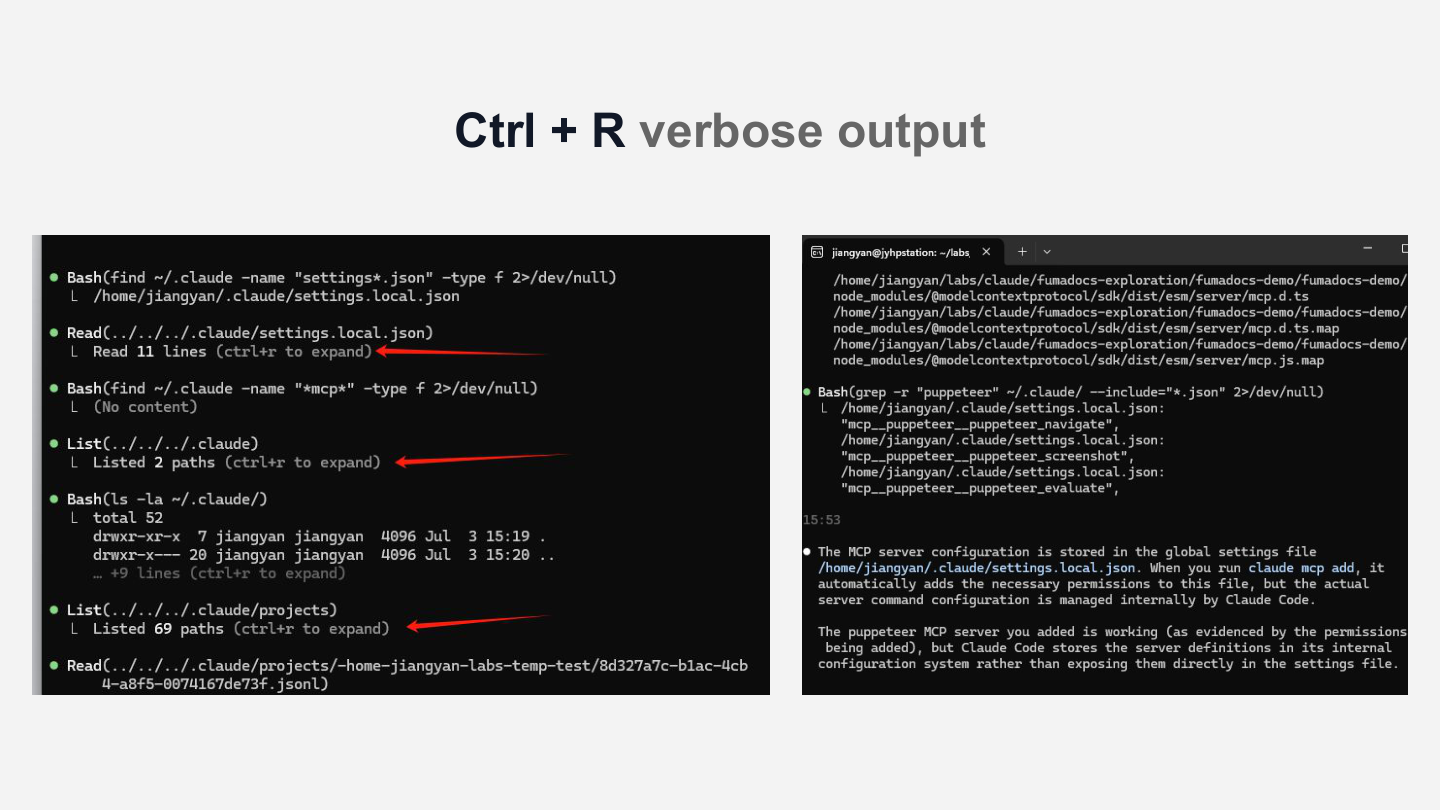 Ctrl + R verbose output
● Bash(find ~/.claude -name "settings*.json" -type f 2>/dev/null)
└ /home/jiangyan/.claude/settings.local.json
● Read(../../../.claude/settings.local.json)
└ Read 11 lines (ctrl+r to expand)
● Bash(find ~/.claude -name "*mcp*" -type f 2>/dev/null)
└ (No content)
● List(../../../.claude)
└ Listed 2 paths (ctrl+r to expand)
● Bash(ls -la ~/.claude/)
└ total 52
drwxr-xr-x  7 jiangyan jiangyan  4096 Jul  3 15:19 .
drwxr-x--- 20 jiangyan jiangyan  4096 Jul  3 15:20 ..
… +9 lines (ctrl+r to expand)
● List(../../../.claude/projects)
└ Listed 69 paths (ctrl+r to expand)
● Read(../../../.claude/projects/-home-jiangyan-labs-temp-test/8d327a7c-b1ac-4cb
4-a8f5-0074167de73f.jsonl)
jiangyan@jyhpstation: ~/labs,
/home/jiangyan/labs/claude/fumadocs-exploration/fumadocs-demo/fumadocs-demo/
node_modules/@modelcontextprotocol/sdk/dist/esm/server/mcp.d.ts
/home/jiangyan/labs/claude/fumadocs-exploration/fumadocs-demo/fumadocs-demo/
node_modules/@modelcontextprotocol/sdk/dist/esm/server/mcp.d.ts.map
/home/jiangyan/labs/claude/fumadocs-exploration/fumadocs-demo/fumadocs-demo/
node_modules/@modelcontextprotocol/sdk/dist/esm/server/mcp.js.map
● Bash(grep -r "puppeteer" ~/.claude/ --include="*.json" 2>/dev/null)
└ /home/jiangyan/.claude/settings.local.json:
"mcp__puppeteer__puppeteer_navigate",
/home/jiangyan/.claude/settings.local.json:
"mcp__puppeteer__puppeteer_screenshot",
/home/jiangyan/.claude/settings.local.json:
"mcp__puppeteer__puppeteer_evaluate",
15:53
● The MCP server configuration is stored in the global settings file
/home/jiangyan/.claude/settings.local.json. When you run claude mcp add, it
automatically adds the necessary permissions to this file, but the actual
server command configuration is managed internally by Claude Code.
The puppeteer MCP server you added is working (as evidenced by the permissions
being added), but Claude Code stores the server definitions in its internal
configuration system rather than exposing them directly in the settings file.